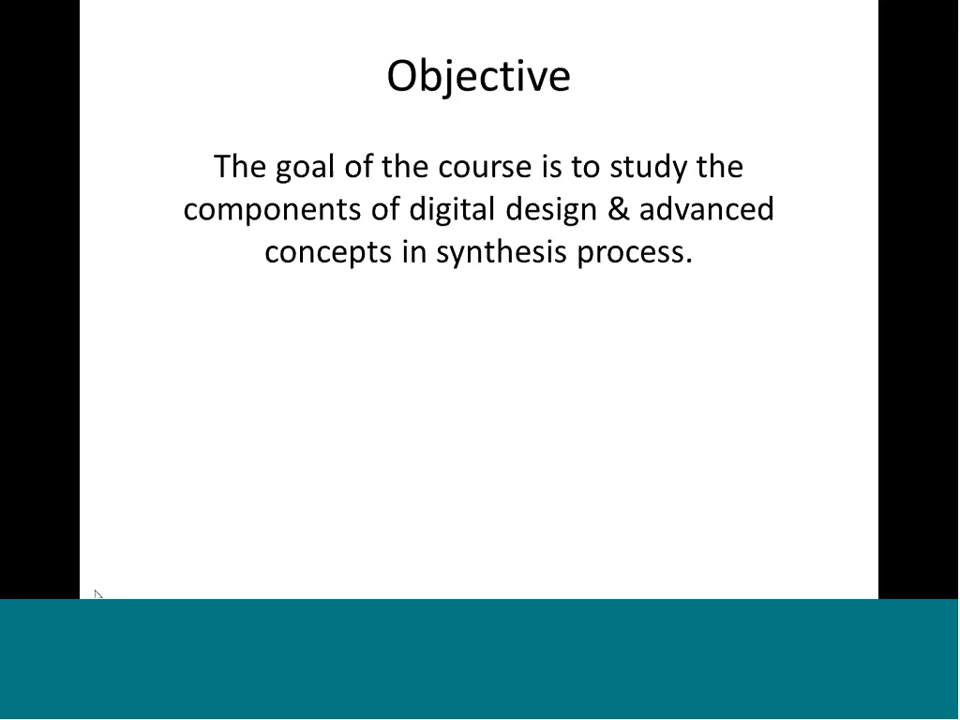 Objective
The goal of the course is to study the
components of digital design & advanced
concepts in synthesis process.